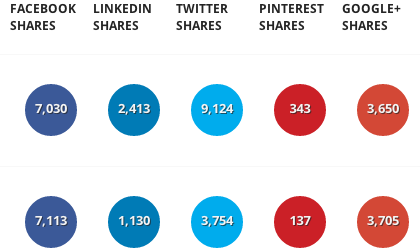 FACEBOOK SHARES LINKEDIN SHARES TWITTER SHARES PINTEREST SHARES GOOGLE+ SHARES
7,030 2,413 9,124 343 3,650
7,113 1,130 3,754 137 3,705